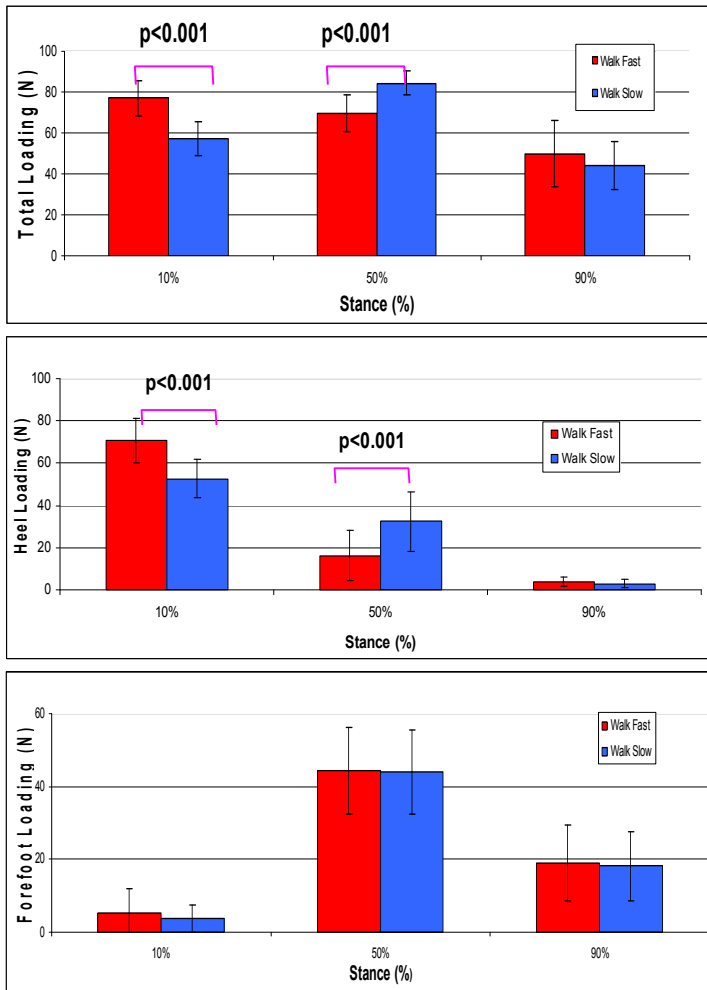 p<0.001 p<0.001
100
80
60
40
20
0
Total Loading (N)
Walk Fast
Walk Slow
10% 50% 90%
Stance (%)
100
80
60
40
20
0
Heel Loading (N)
p<0.001
p<0.001
Walk Fast
Walk Slow
10% 50% 90%
Stance (%)
60
40
20
0
Forefoot Loading (N)
Walk Fast
Walk Slow
10% 50% 90%
Stance (%)